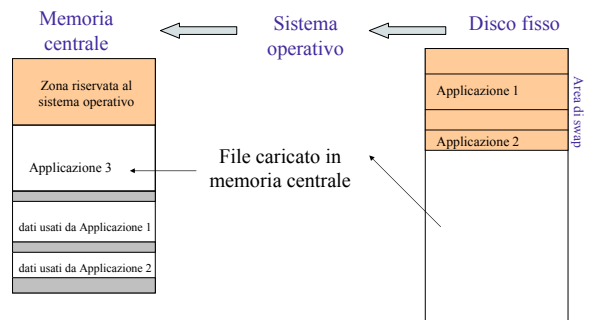 Memoria
centrale
Sistema
operativo
Disco fisso
Zona riservata al
sistema operativo
Applicazione 3
dati usati da Applicazione 1
dati usati da Applicazione 2
File caricato in
memoria centrale
Applicazione 1
Applicazione 2
Area di swap